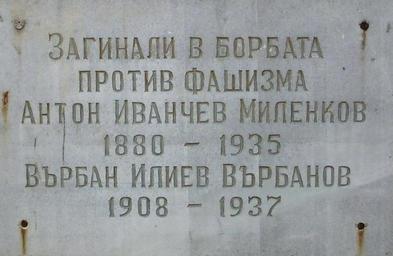 Загинали в борбата
против фашизма
Антон Иванчев Миленков
1880 – 1935
Върбан Илиев Върбанов
1908 – 1937